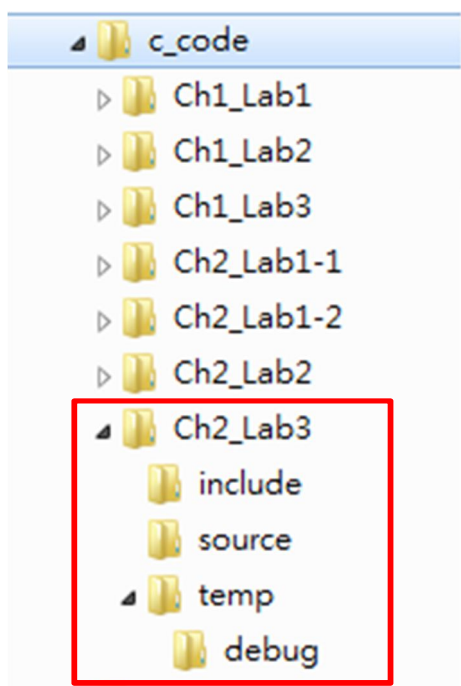 c_code
Ch1_Lab1
Ch1_Lab2
Ch1_Lab3
Ch2_Lab1-1
Ch2_Lab1-2
Ch2_Lab2
Ch2_Lab3
include
source
temp
debug